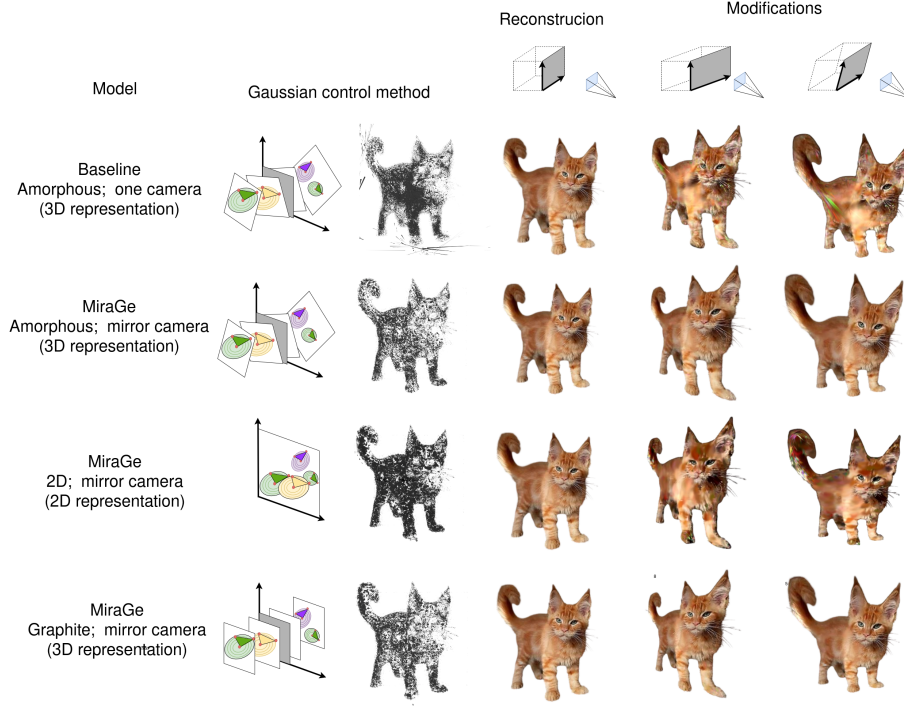 Reconstrucion
Modifications
Model
Gaussian control method
Baseline
Amorphous; one camera
(3D representation)
MiraGe
Amorphous; mirror camera
(3D representation)
MiraGe
2D; mirror camera
(2D representation)
MiraGe
Graphite; mirror camera
(3D representation)